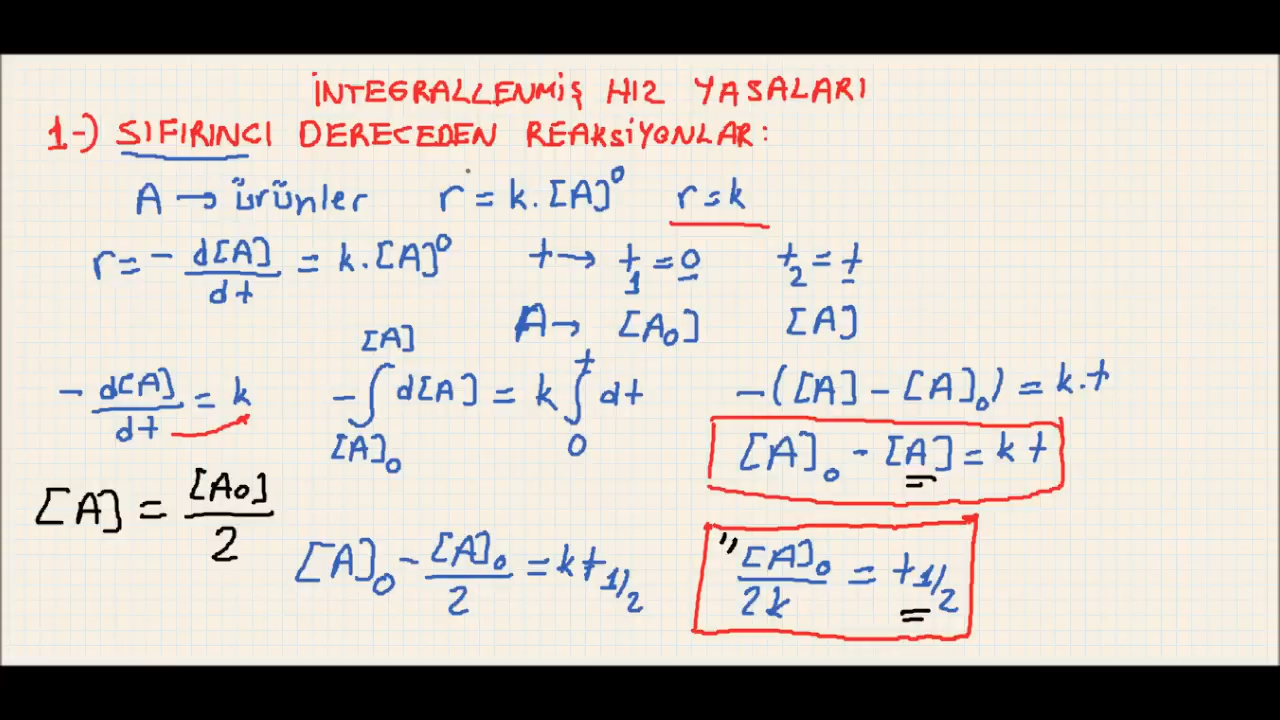 İNTEGRALLENMİŞ HIZ YASALARI
1-) SIFIRINCI DERECEDEN REAKSİYONLAR:
A → ürünler r = k.[A]⁰ r = k
r = - d[A]/dt = k.[A]⁰ t → t₁ = 0 t₂ = t
A → [A₀] [A]
- d[A]/dt = k -∫[A]₀^[A] d[A] = k ∫₀^t dt -([A] - [A]₀) = k.t
[A]₀ - [A] = kt
[A] = [A₀]/2
[A]₀ - [A]₀/2 = kt1/2 " [A]₀/2k = t1/2